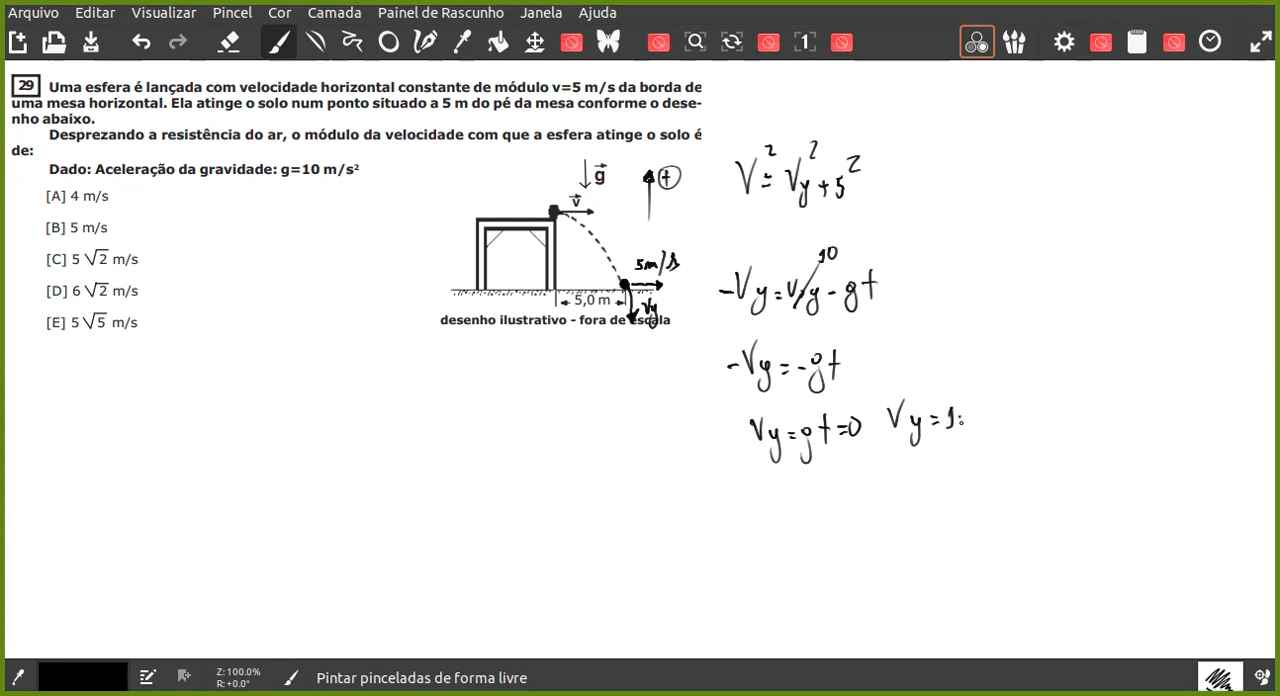 Arquivo Editar Visualizar Pincel Cor Camada Painel de Rascunho Janela Ajuda
1
29 Uma esfera é lançada com velocidade horizontal constante de módulo v=5 m/s da borda de
uma mesa horizontal. Ela atinge o solo num ponto situado a 5 m do pé da mesa conforme o dese-
nho abaixo.
Desprezando a resistência do ar, o módulo da velocidade com que a esfera atinge o solo é
de:
Dado: Aceleração da gravidade: g=10 m/s²
[A] 4 m/s
[B] 5 m/s
[C] 5 √2 m/s
[D] 6 √2 m/s
[E] 5 √5 m/s
g
+
v
5m/s
5,0 m
Vy
desenho ilustrativo - fora de escala
V² = Vy² + 5²
-Vy = Vy - gt
-Vy = -gt
Vy = gt
Vy =
Z: 100.0%
R: +0.0°
Pintar pinceladas de forma livre